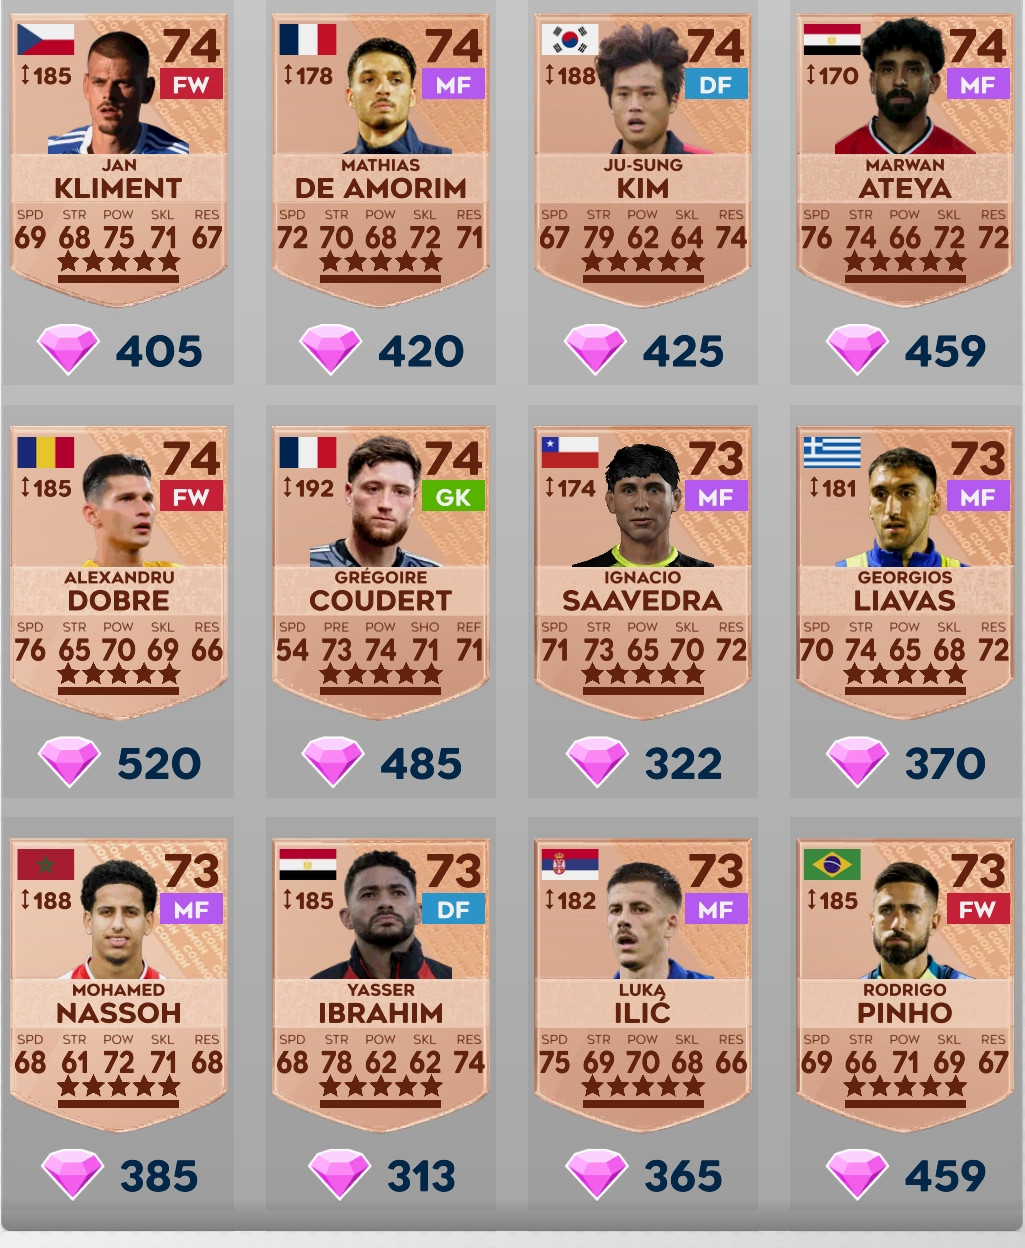 74
185
FW
JAN
KLIMENT
SPD STR POW SKL RES
69 68 75 71 67
405
74
178
MF
MATHIAS
DE AMORIM
SPD STR POW SKL RES
72 70 68 72 71
420
74
188
DF
JU-SUNG
KIM
SPD STR POW SKL RES
67 79 62 64 74
425
74
170
MF
MARWAN
ATEYA
SPD STR POW SKL RES
76 74 66 72 72
459
74
185
FW
ALEXANDRU
DOBRE
SPD STR POW SKL RES
76 65 70 69 66
520
74
192
GK
GRÉGOIRE
COUDERT
SPD PRE POW SHO REF
54 73 74 71 71
485
73
174
MF
IGNACIO
SAAVEDRA
SPD STR POW SKL RES
71 73 65 70 72
322
73
181
MF
GEORGIOS
LIAVAS
SPD STR POW SKL RES
70 74 65 68 72
370
73
188
MF
MOHAMED
NASSOH
SPD STR POW SKL RES
68 61 72 71 68
385
73
185
DF
YASSER
IBRAHIM
SPD STR POW SKL RES
68 78 62 62 74
313
73
182
MF
LUKA
ILIĆ
SPD STR POW SKL RES
75 69 70 68 66
365
73
185
FW
RODRIGO
PINHO
SPD STR POW SKL RES
69 66 71 69 67
459